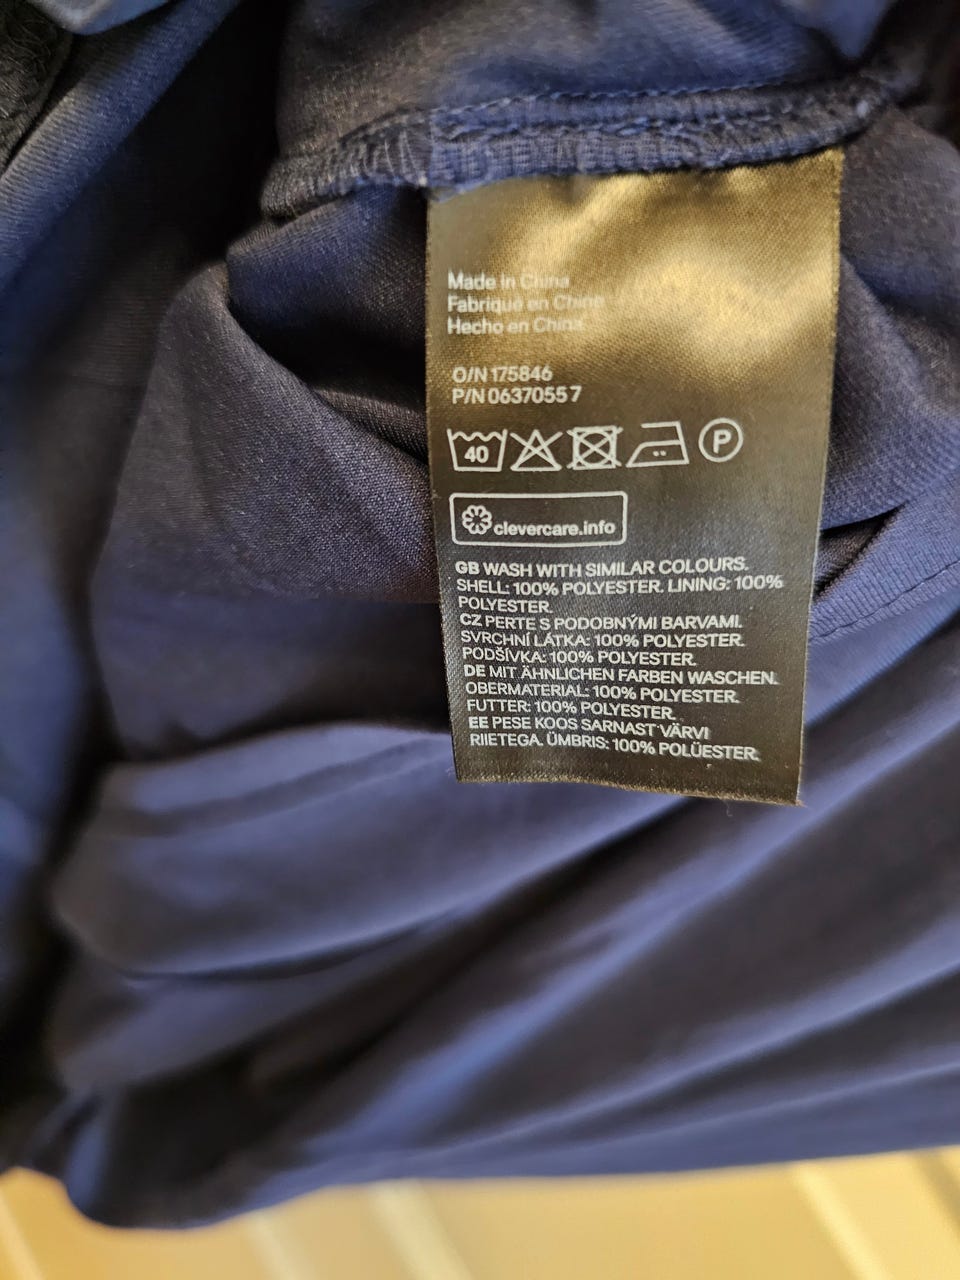 Made in China
Fabriqué en Chine
Hecho en China
O/N 175846
P/N 06370557
40 P
clevercare.info
GB WASH WITH SIMILAR COLOURS.
SHELL: 100% POLYESTER. LINING: 100%
POLYESTER.
CZ PERTE S PODOBNÝMI BARVAMI.
SVRCHNÍ LÁTKA: 100% POLYESTER.
PODŠÍVKA: 100% POLYESTER.
DE MIT ÄHNLICHEN FARBEN WASCHEN.
OBERMATERIAL: 100% POLYESTER.
FUTTER: 100% POLYESTER.
EE PESE KOOS SARNAST VÄRVI
RIIETEGA. ÜMBRIS: 100% POLÜESTER.